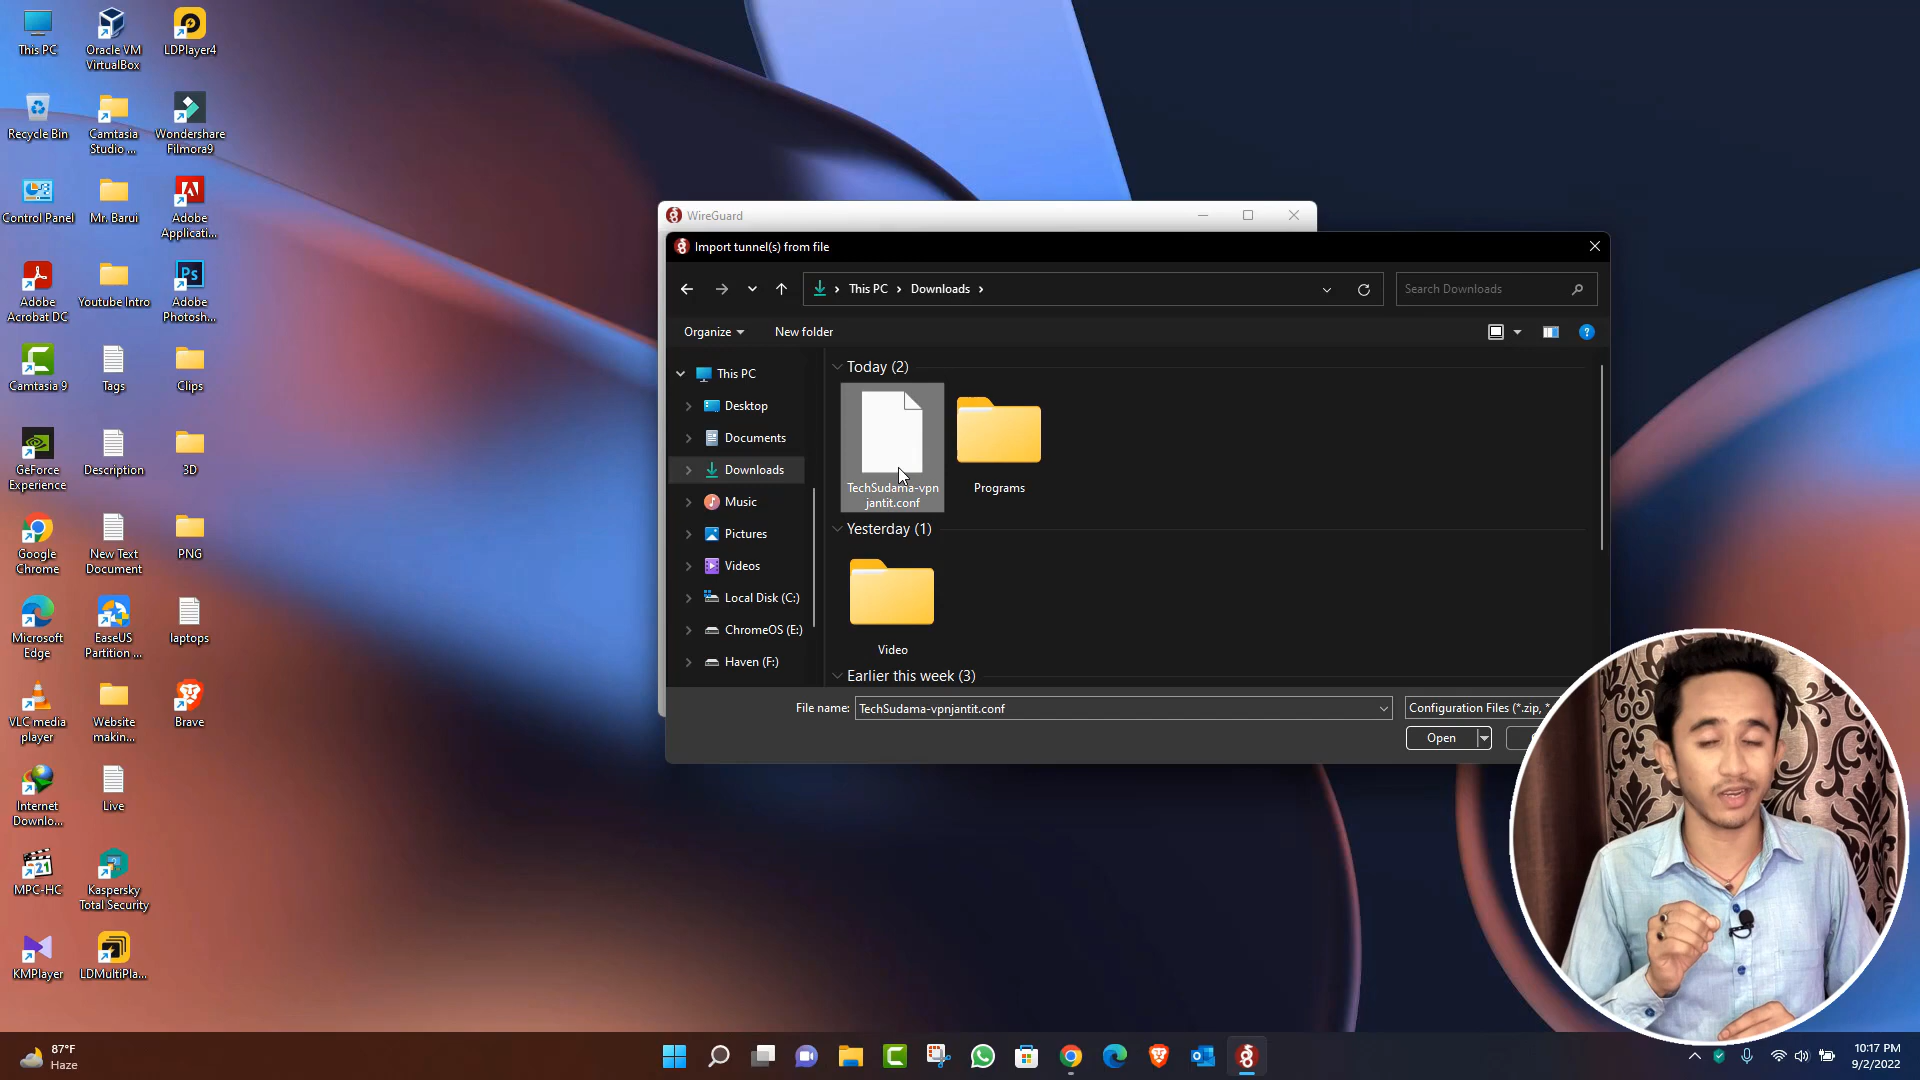 This PC
Oracle VM
VirtualBox
LDPlayer4
Recycle Bin
Camtasia
Studio ...
Wondershare
Filmora9
Control Panel
Mr. Barui
Adobe
Applicati...
Adobe
Acrobat DC
Youtube Intro
Adobe
Photosh...
Camtasia 9
Tags
Clips
GeForce
Experience
Description
3D
Google
Chrome
New Text
Document
PNG
Microsoft
Edge
EaseUS
Partition ...
laptops
VLC media
player
Website
makin...
Brave
Internet
Downlo...
Live
MPC-HC
Kaspersky
Total Security
KMPlayer
LDMultiPla...
WireGuard
Import tunnel(s) from file
This PC
Downloads
Search Downloads
Organize
New folder
This PC
Desktop
Documents
Downloads
Music
Pictures
Videos
Local Disk (C:)
ChromeOS (E:)
Haven (F:)
Today (2)
TechSudama-vpn
jantit.conf
Programs
Yesterday (1)
Video
Earlier this week (3)
File name:
TechSudama-vpnjantit.conf
Configuration Files (*.zip, *
Open
87°F
Haze
10:17 PM
9/2/2022